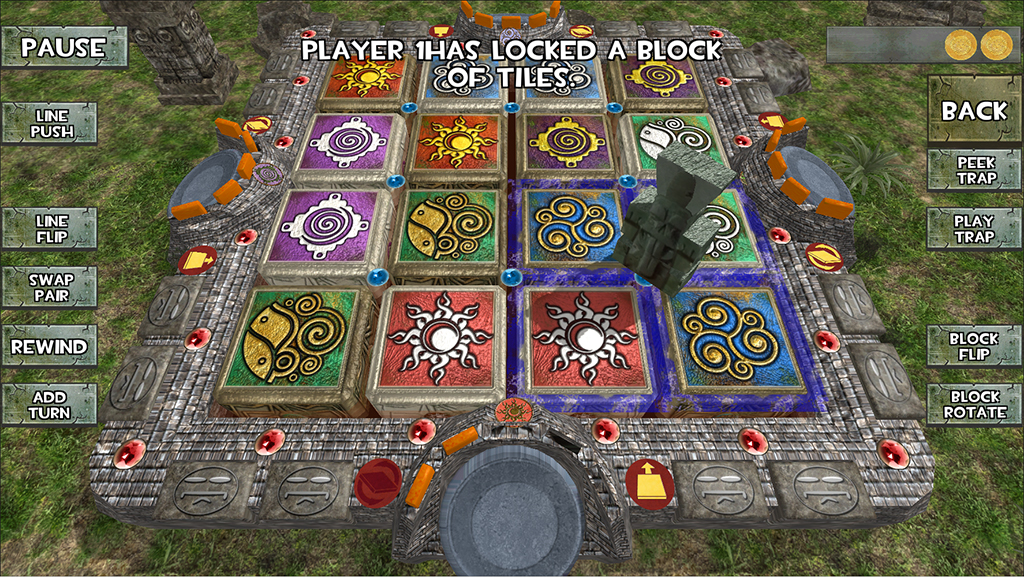 PAUSE
PLAYER 1HAS LOCKED A BLOCK
OF TILES
LINE
PUSH
BACK
PEEK
TRAP
LINE
FLIP
PLAY
TRAP
SWAP
PAIR
REWIND
BLOCK
FLIP
ADD
TURN
BLOCK
ROTATE